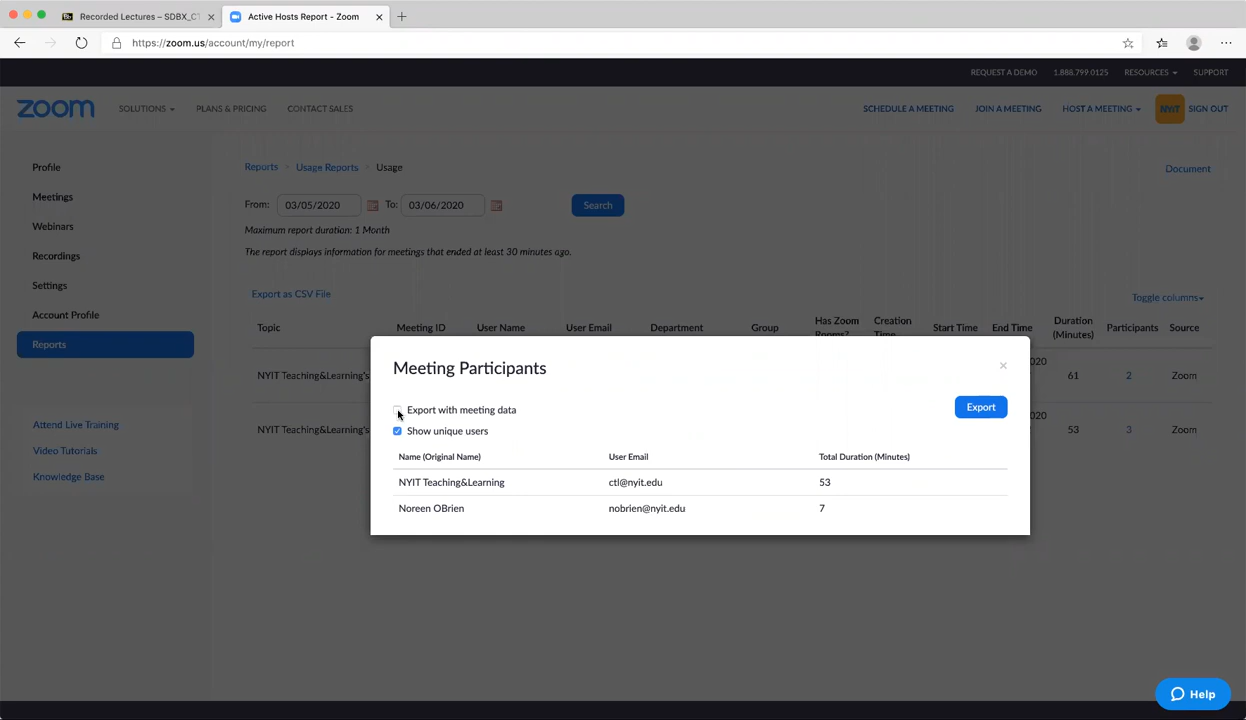 Recorded Lectures – SDBX_CT
Active Hosts Report - Zoom
https://zoom.us/account/my/report
REQUEST A DEMO 1.888.799.0125 RESOURCES SUPPORT
zoom SOLUTIONS PLANS & PRICING CONTACT SALES SCHEDULE A MEETING JOIN A MEETING HOST A MEETING NYIT SIGN OUT
Profile
Meetings
Webinars
Recordings
Settings
Account Profile
Reports
Attend Live Training
Video Tutorials
Knowledge Base
Reports > Usage Reports > Usage Document
From: 03/05/2020 To: 03/06/2020 Search
Maximum report duration: 1 Month
The report displays information for meetings that ended at least 30 minutes ago.
Export as CSV File Toggle columns
Topic Meeting ID User Name User Email Department Group Has Zoom Rooms? Creation Time Start Time End Time Duration (Minutes) Participants Source
NYIT Teaching&Learning's 020 61 2 Zoom
NYIT Teaching&Learning's 020 53 3 Zoom
Meeting Participants ×
Export with meeting data Export
Show unique users
Name (Original Name) User Email Total Duration (Minutes)
NYIT Teaching&Learning ctl@nyit.edu 53
Noreen OBrien nobrien@nyit.edu 7
Help